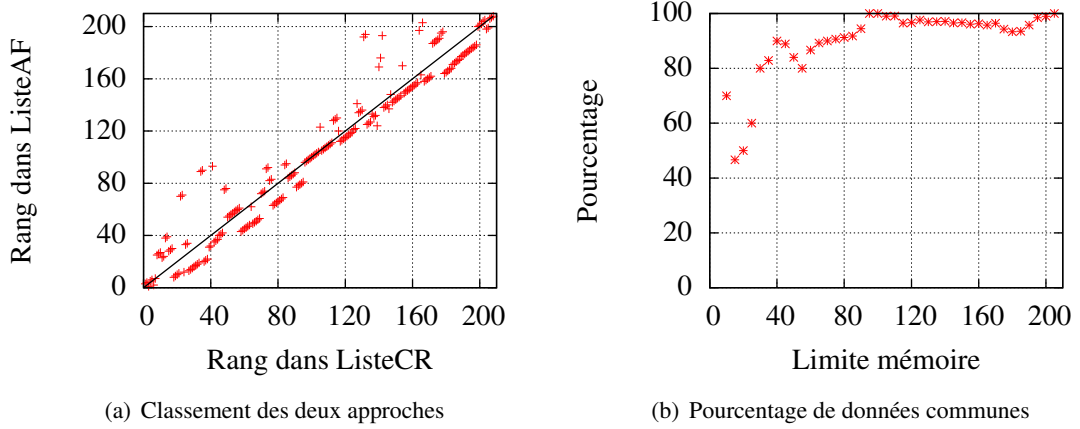 Rang dans ListeAF
200
160
120
80
40
0
0 40 80 120 160 200
Rang dans ListeCR
(a) Classement des deux approches
Pourcentage
100
80
60
40
20
0
0 40 80 120 160 200
Limite mémoire
(b) Pourcentage de données communes